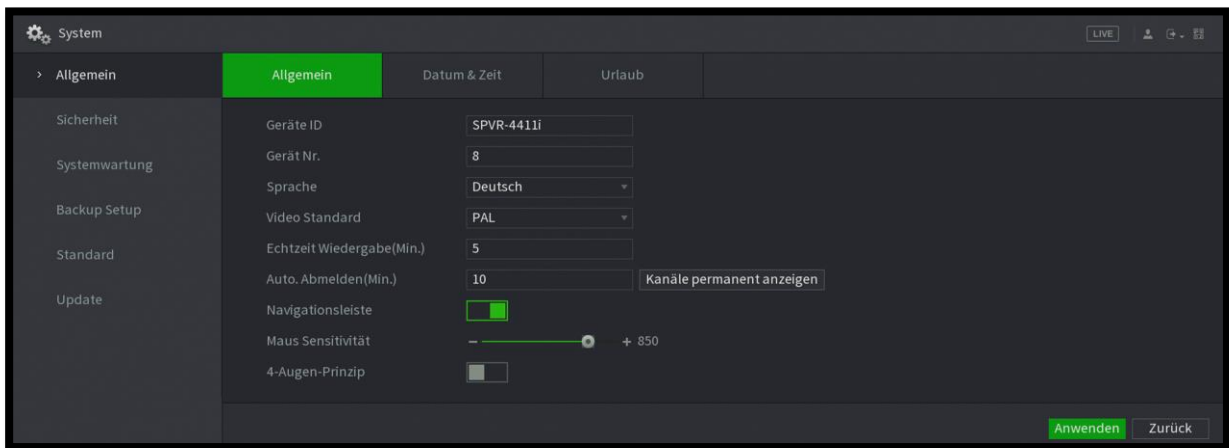 System
LIVE
> Allgemein
Sicherheit
Systemwartung
Backup Setup
Standard
Update
Allgemein Datum & Zeit Urlaub
Geräte ID SPVR-4411i
Gerät Nr. 8
Sprache Deutsch
Video Standard PAL
Echtzeit Wiedergabe(Min.) 5
Auto. Abmelden(Min.) 10 Kanäle permanent anzeigen
Navigationsleiste
Maus Sensitivität − + 850
4-Augen-Prinzip
Anwenden Zurück